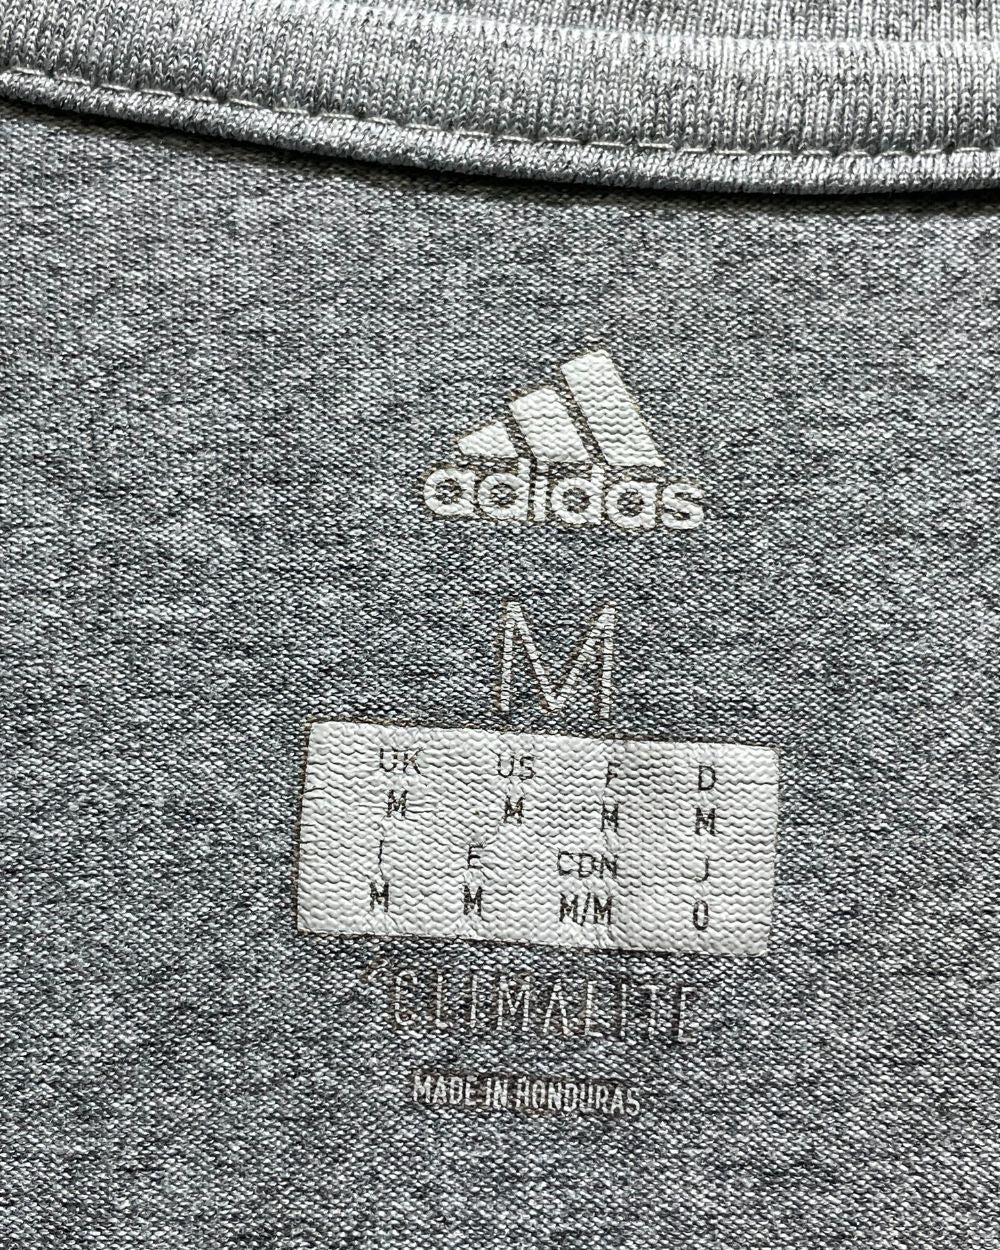 adidas
M
UK US F D
M M M M
I E CDN J
M M M/M O
CLIMALITE
MADE IN HONDURAS